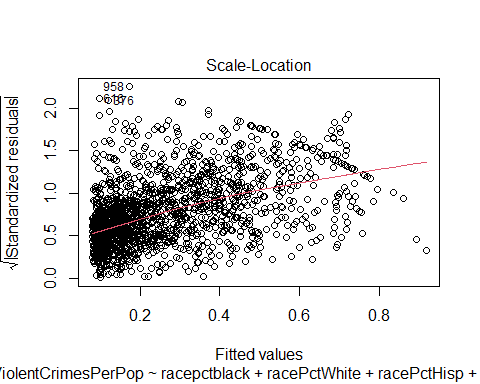 Scale-Location
√|Standardized residuals|
2.0
1.5
1.0
0.5
0.0
958
376
0.2 0.4 0.6 0.8
Fitted values
ViolentCrimesPerPop ~ racepctblack + racePctWhite + racePctHisp +